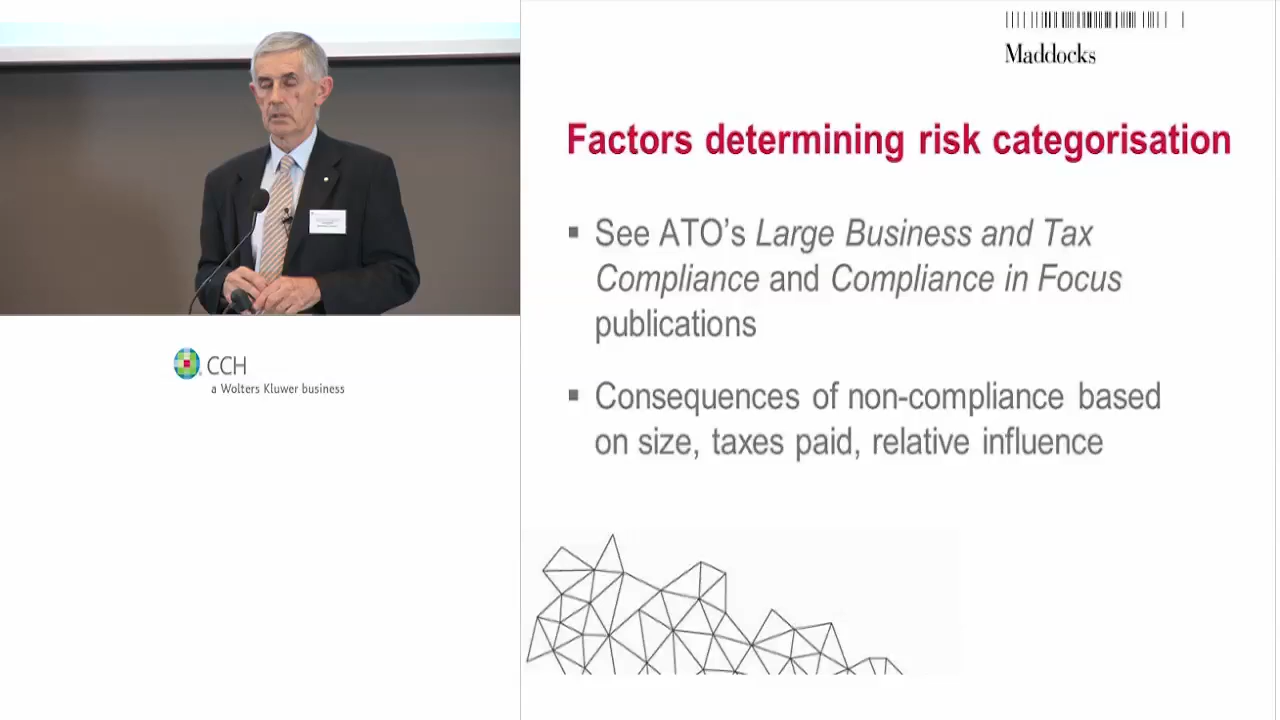 Maddocks
Factors determining risk categorisation
▪ See ATO's Large Business and Tax
Compliance and Compliance in Focus
publications
▪ Consequences of non-compliance based
on size, taxes paid, relative influence
CCH
a Wolters Kluwer business